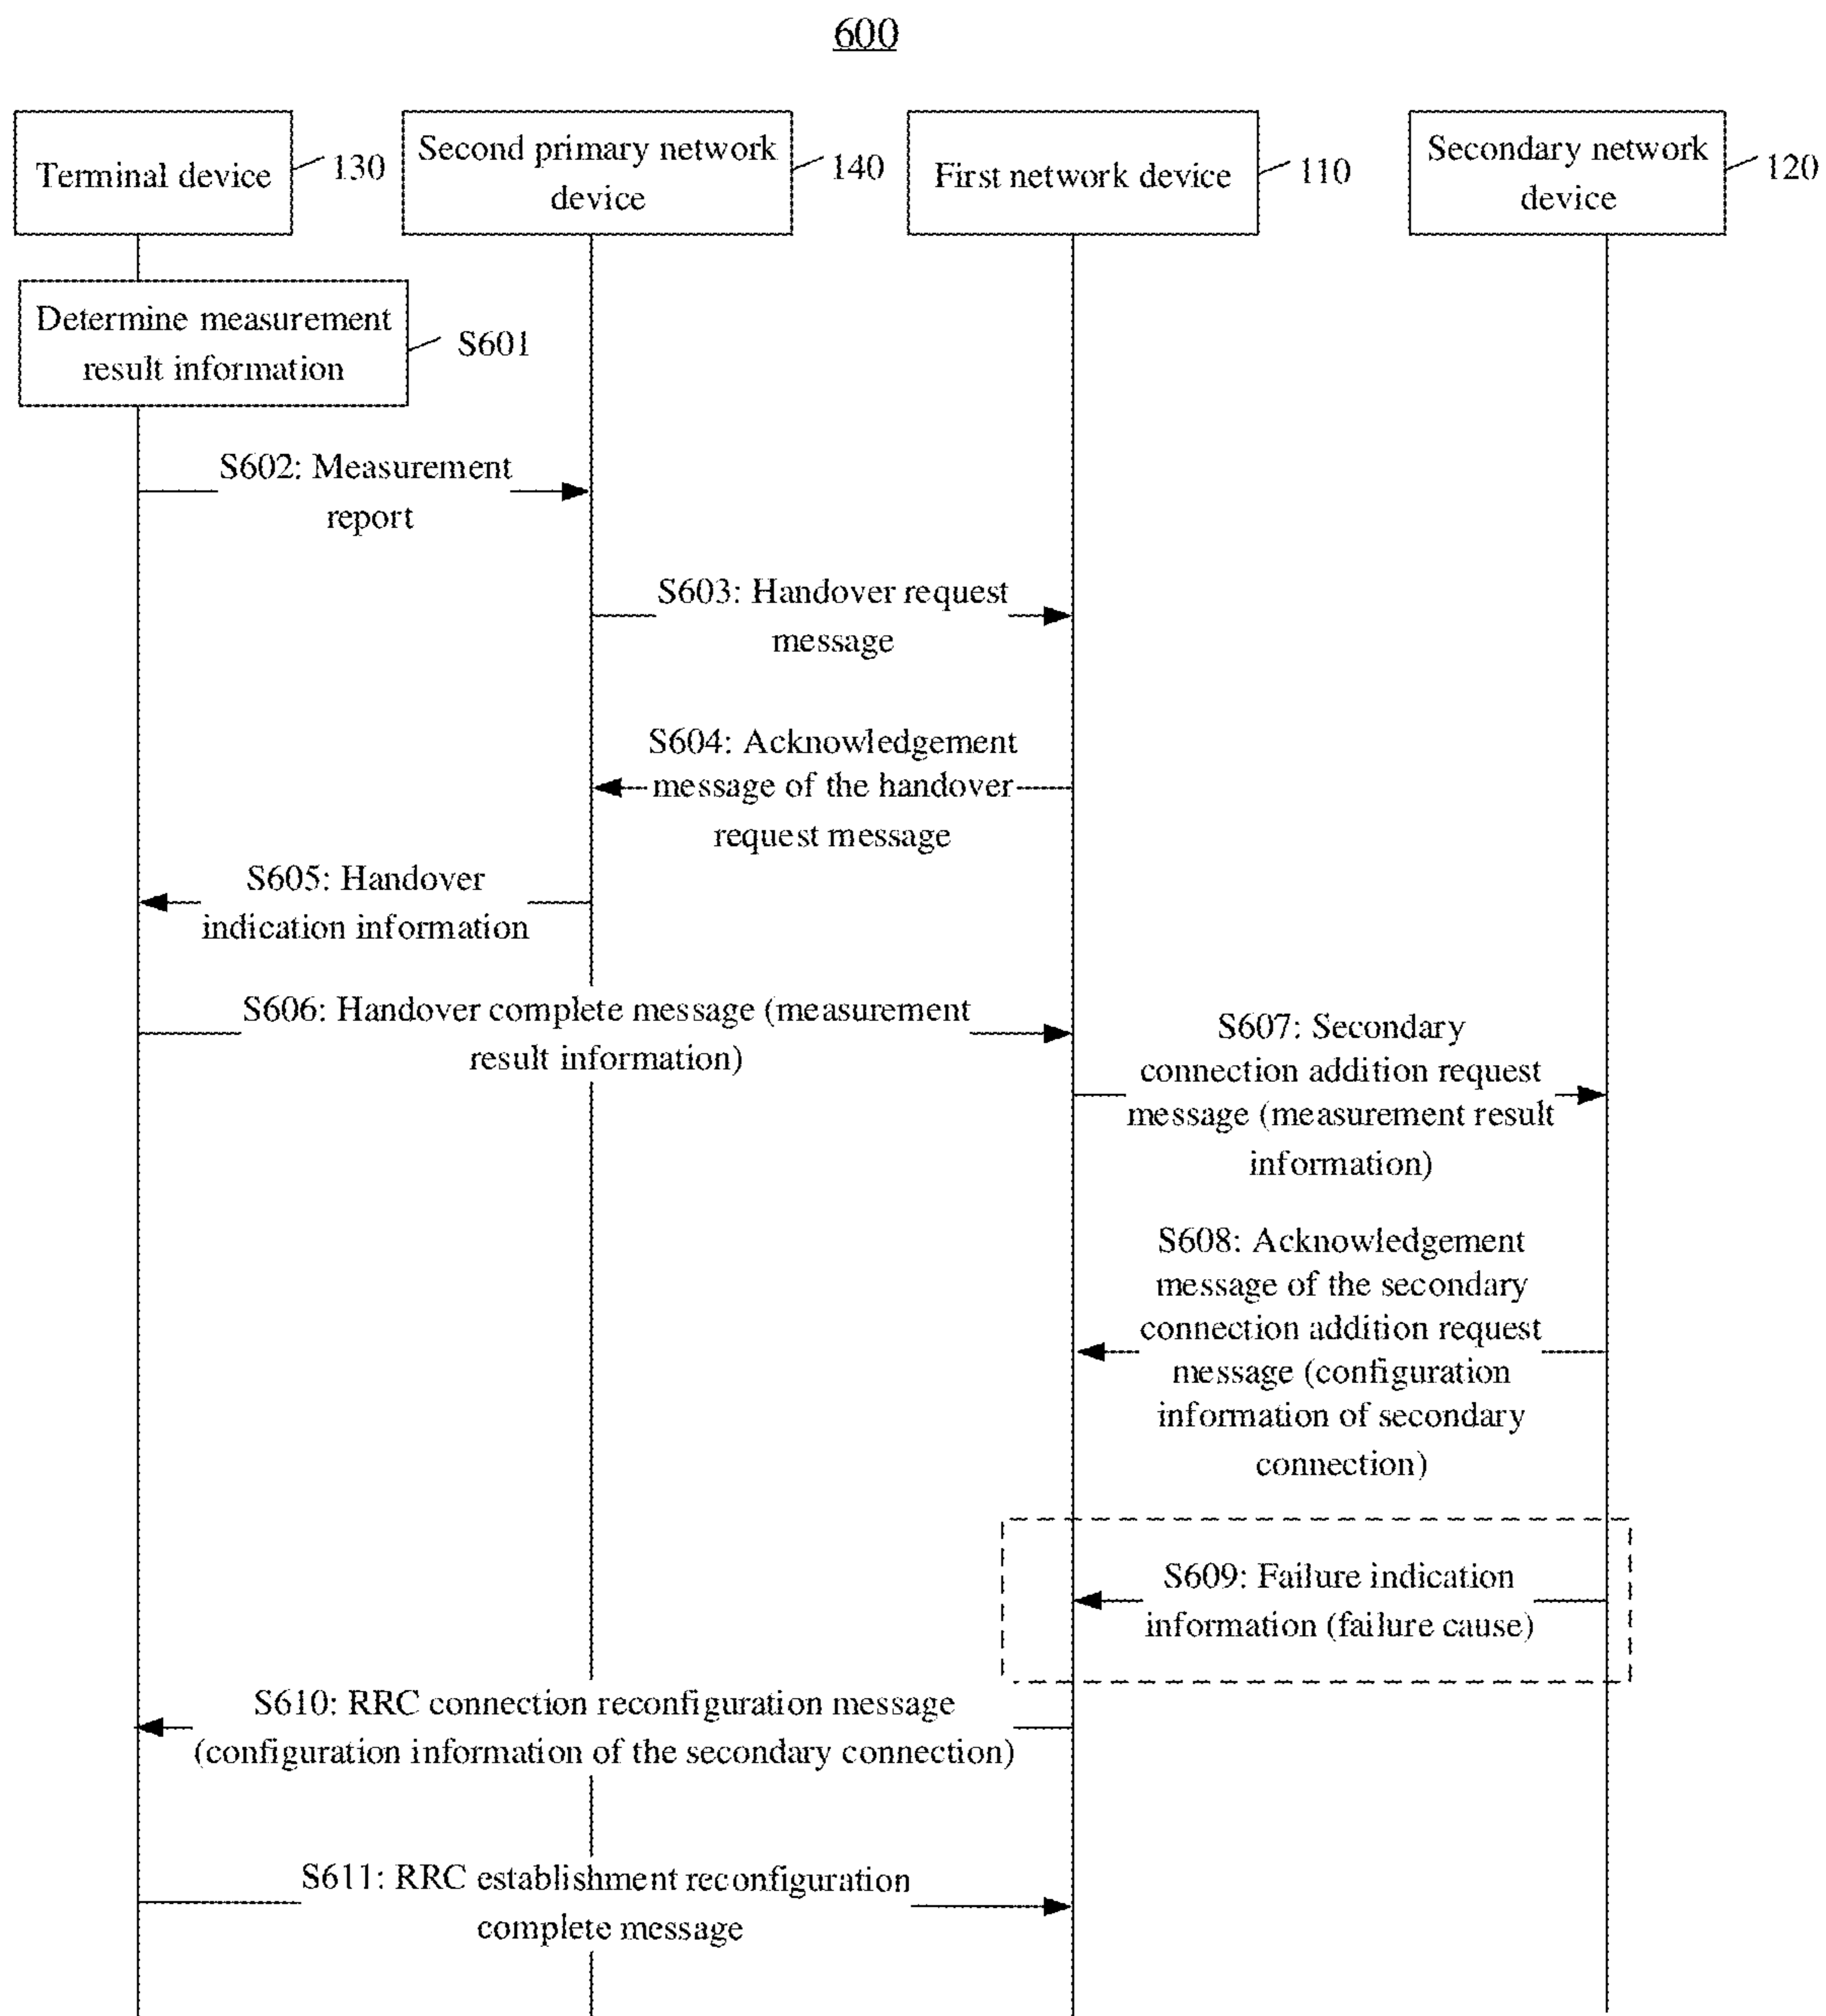 600
Terminal device
130
Second primary network
device
140
First network device
110
Secondary network
device
120
Determine measurement
result information
S601
S602: Measurement
report
S603: Handover request
message
S604: Acknowledgement
message of the handover
request message
S605: Handover
indication information
S606: Handover complete message (measurement
result information)
S607: Secondary
connection addition request
message (measurement result
information)
S608: Acknowledgement
message of the secondary
connection addition request
message (configuration
information of secondary
connection)
S609: Failure indication
information (failure cause)
S610: RRC connection reconfiguration message
(configuration information of the secondary connection)
S611: RRC establishment reconfiguration
complete message